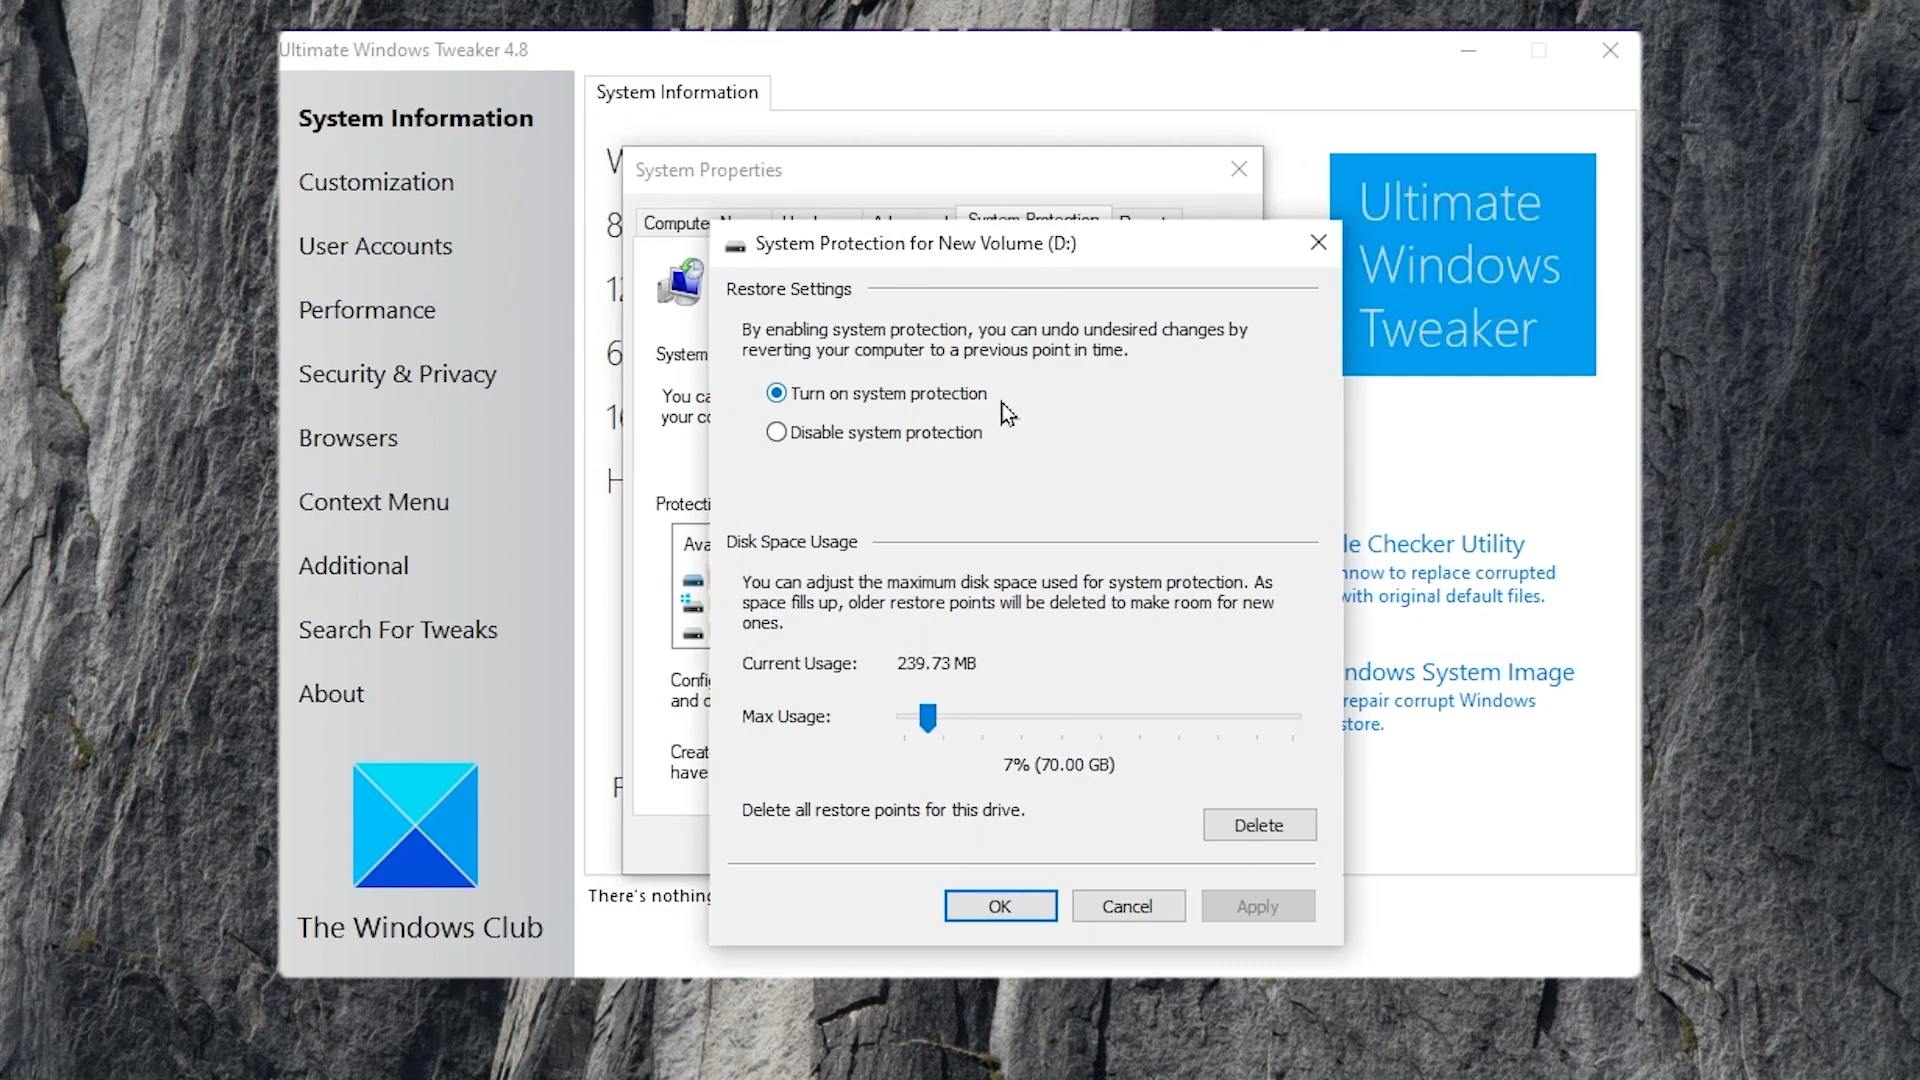 Ultimate Windows Tweaker 4.8
System Information
Customization
User Accounts
Performance
Security & Privacy
Browsers
Context Menu
Additional
Search For Tweaks
About
The Windows Club
System Information
System Properties
System Protection
System
Ultimate
Windows
Tweaker
System Protection for New Volume (D:)
Restore Settings
By enabling system protection, you can undo undesired changes by
reverting your computer to a previous point in time.
Turn on system protection
Disable system protection
Disk Space Usage
You can adjust the maximum disk space used for system protection. As
space fills up, older restore points will be deleted to make room for new
ones.
Current Usage: 239.73 MB
Max Usage:
7% (70.00 GB)
Delete all restore points for this drive.
Delete
OK
Cancel
Apply
Checker Utility
to replace corrupted
with original default files.
System Image
repair corrupt Windows
There's nothing